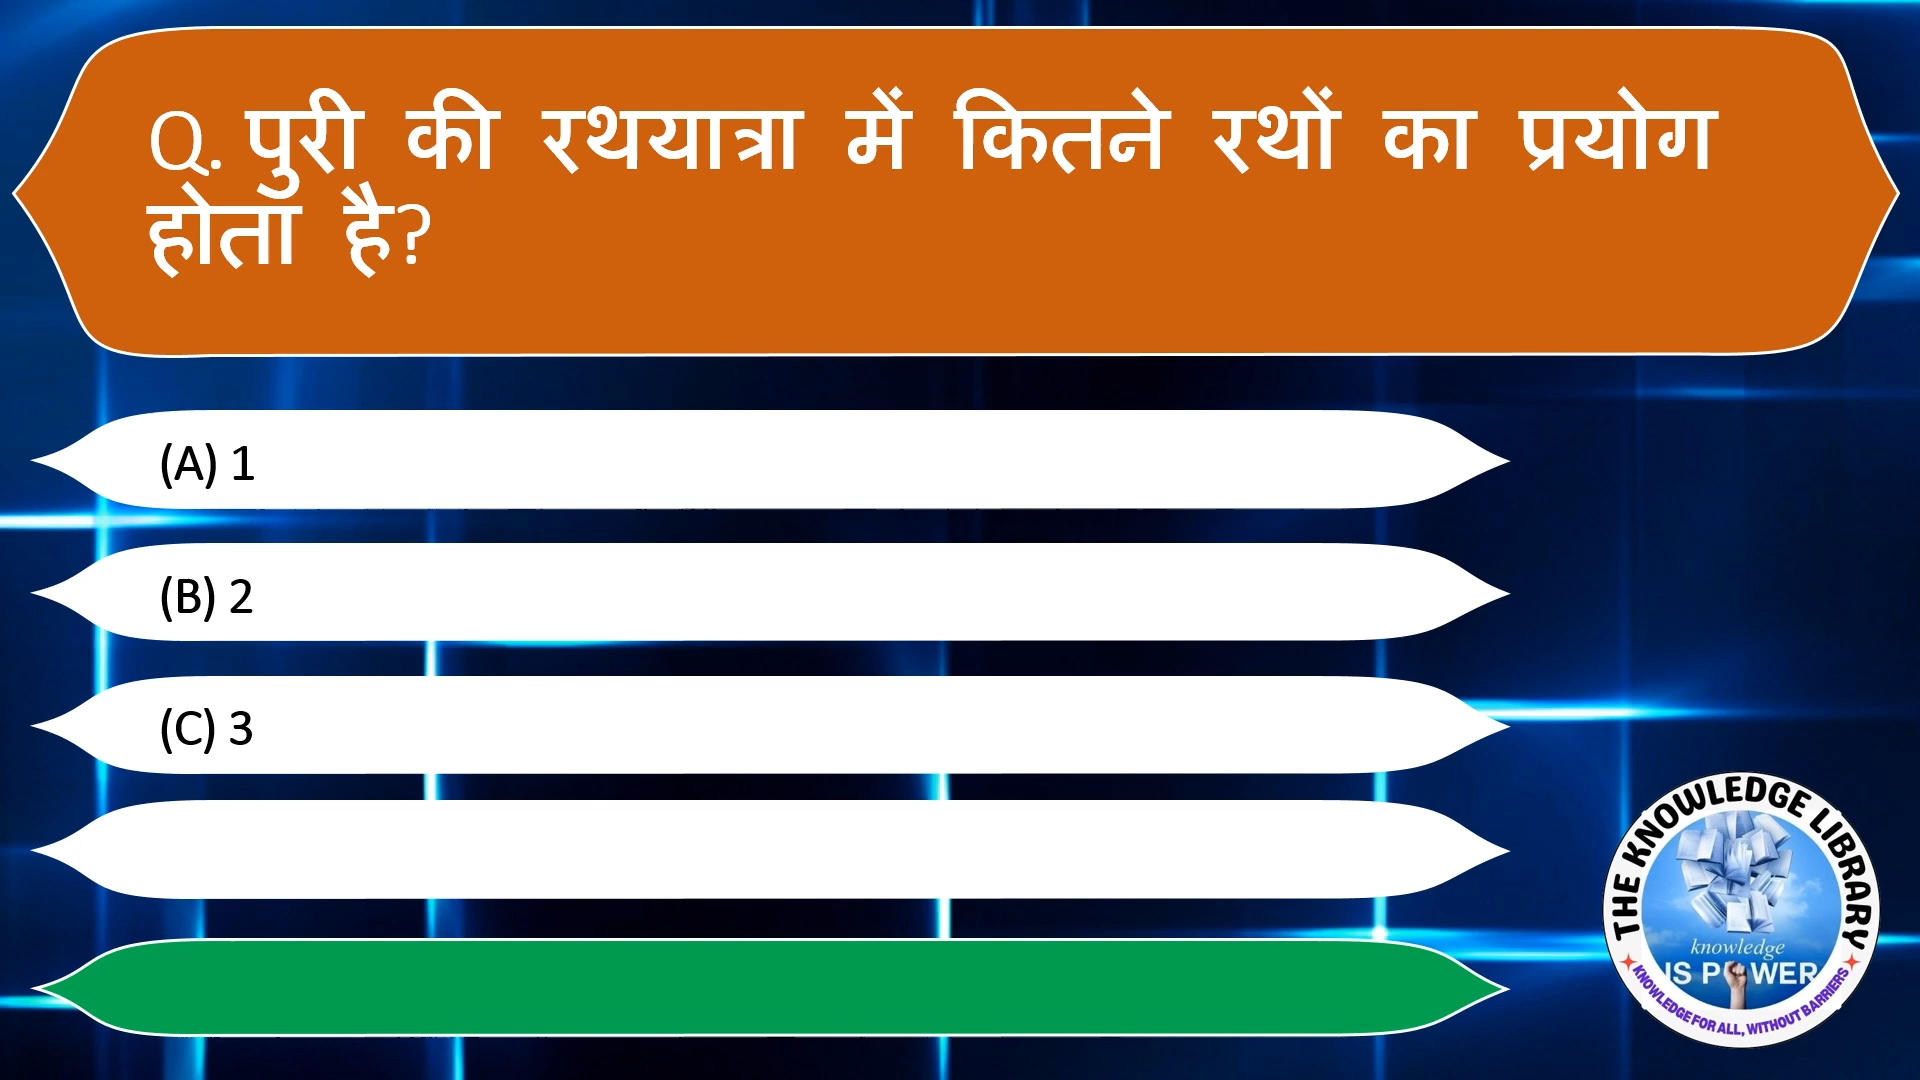 Q. पुरी की रथयात्रा में कितने रथों का प्रयोग
होता है?
(A) 1
(B) 2
(C) 3
THE KNOWLEDGE LIBRARY
knowledge
IS POWER
KNOWLEDGE FOR ALL, WITHOUT BARRIERS